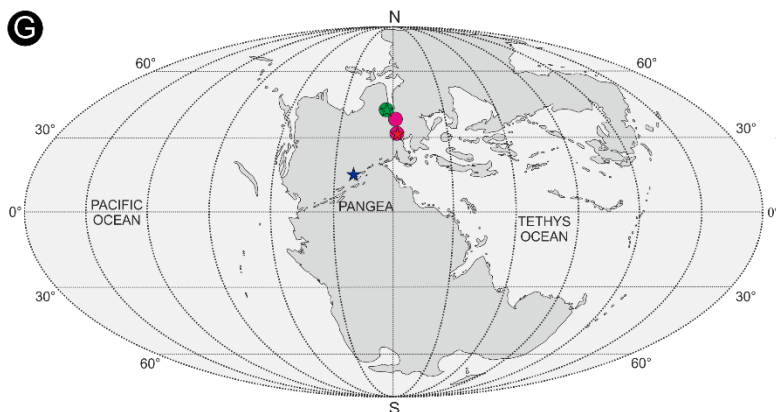 G
N
60° 60°
30° 30°
PACIFIC
OCEAN
0° PANGEA 0°
TETHYS
OCEAN
30° 30°
60° 60°
S